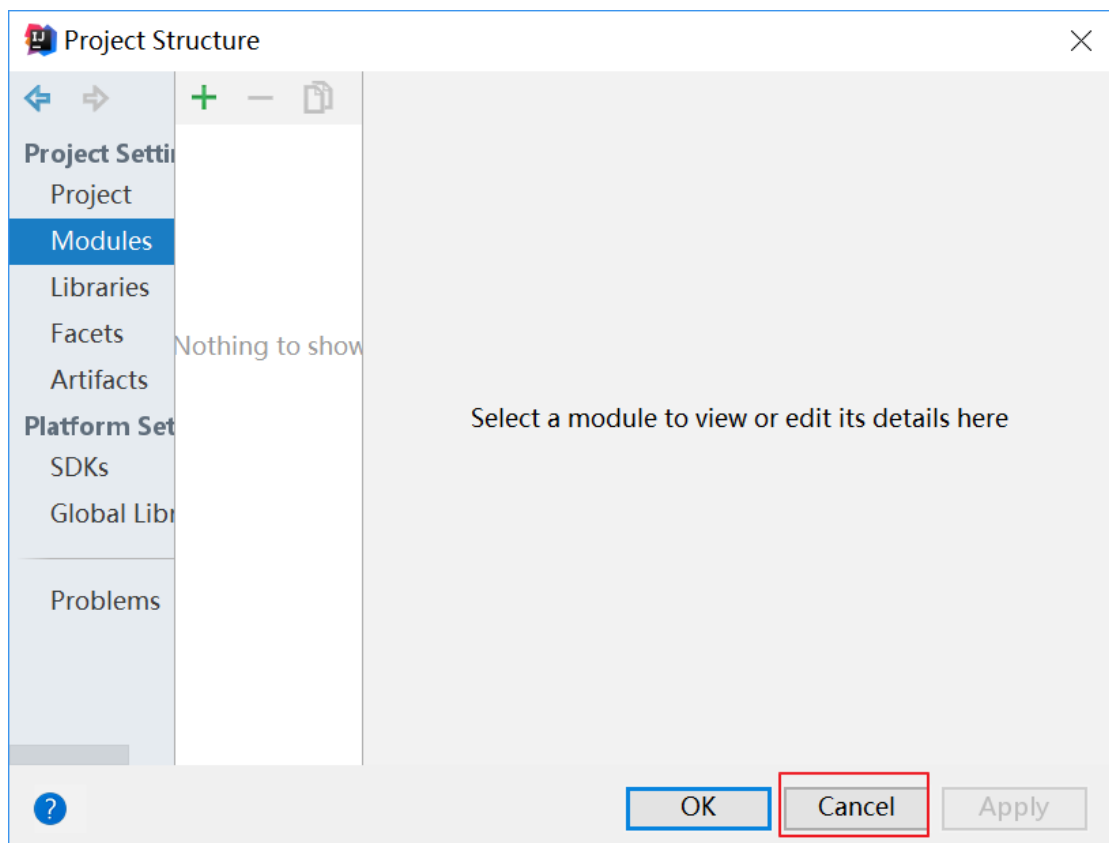 Project Structure
Project Setti
Project
Modules
Libraries
Facets
Artifacts
Platform Set
SDKs
Global Libr
Problems
Nothing to show
Select a module to view or edit its details here
?
OK
Cancel
Apply